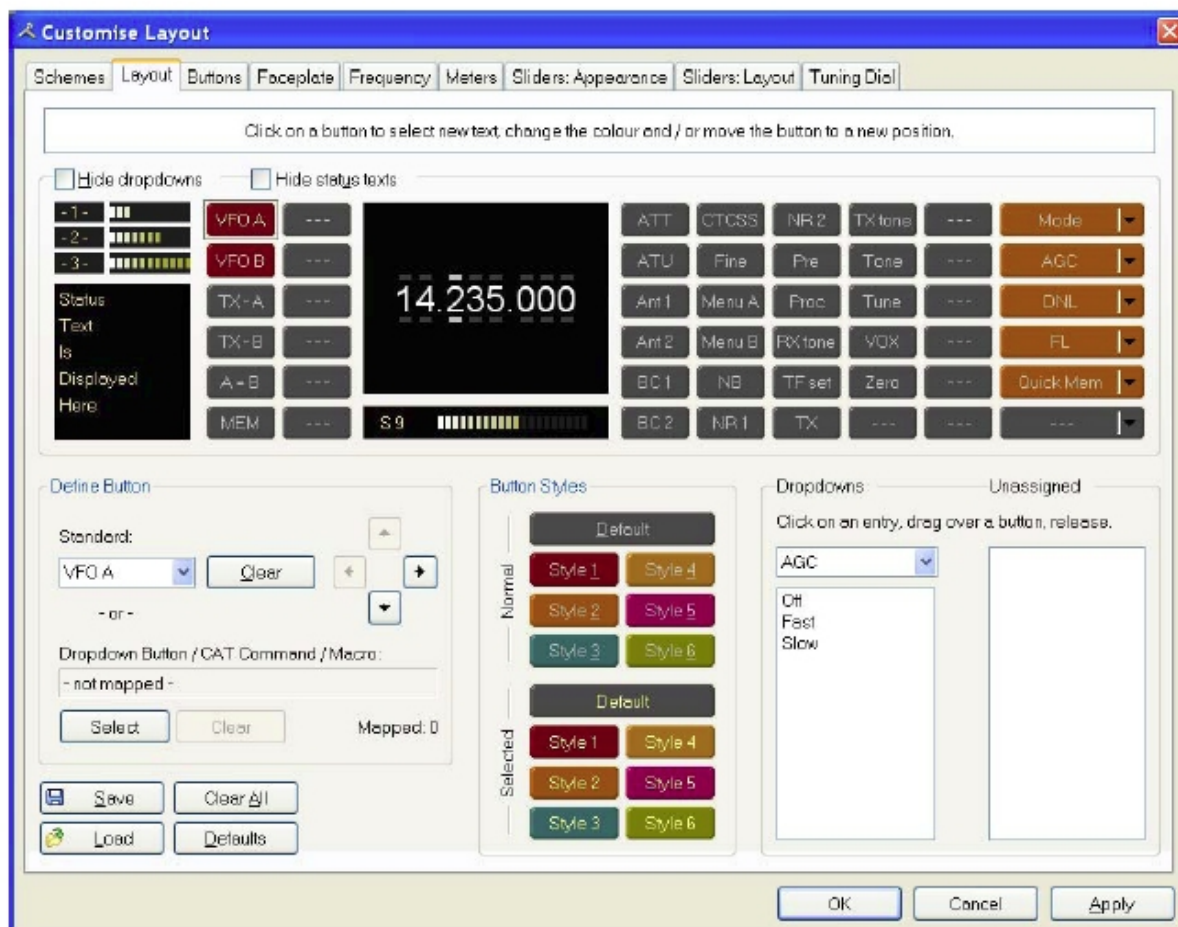 Customise Layout
Schemes Layout Buttons Faceplate Frequency Meters Sliders: Appearance Sliders: Layout Tuning Dial
Click on a button to select new text, change the colour and / or move the button to a new position.
Hide dropdowns Hide status texts
-1- VFO A --- ATT CTCSS NR 2 TX tone --- Mode
-2- VFO B --- ATU Fine Pre Tone --- AGC
-3-
Status
Text
Is
Displayed
Here
TX-A --- 14.235.000 Ant 1 Menu A Proc Tune --- DNL
TX-B --- Ant 2 Menu B RX tone VOX --- FL
A=B --- BC 1 NB TF set Zero --- Quick Mem
MEM --- S 9 BC 2 NR 1 TX --- --- ---
Define Button
Standard:
VFO A Clear
- or -
Dropdown Button / CAT Command / Macro:
- not mapped -
Select Clear Mapped: 0
Save Clear All
Load Defaults
Button Styles
Normal
Default
Style 1 Style 4
Style 2 Style 5
Style 3 Style 6
Selected
Default
Style 1 Style 4
Style 2 Style 5
Style 3 Style 6
Dropdowns Unassigned
Click on an entry, drag over a button, release.
AGC
Off
Fast
Slow
OK Cancel Apply